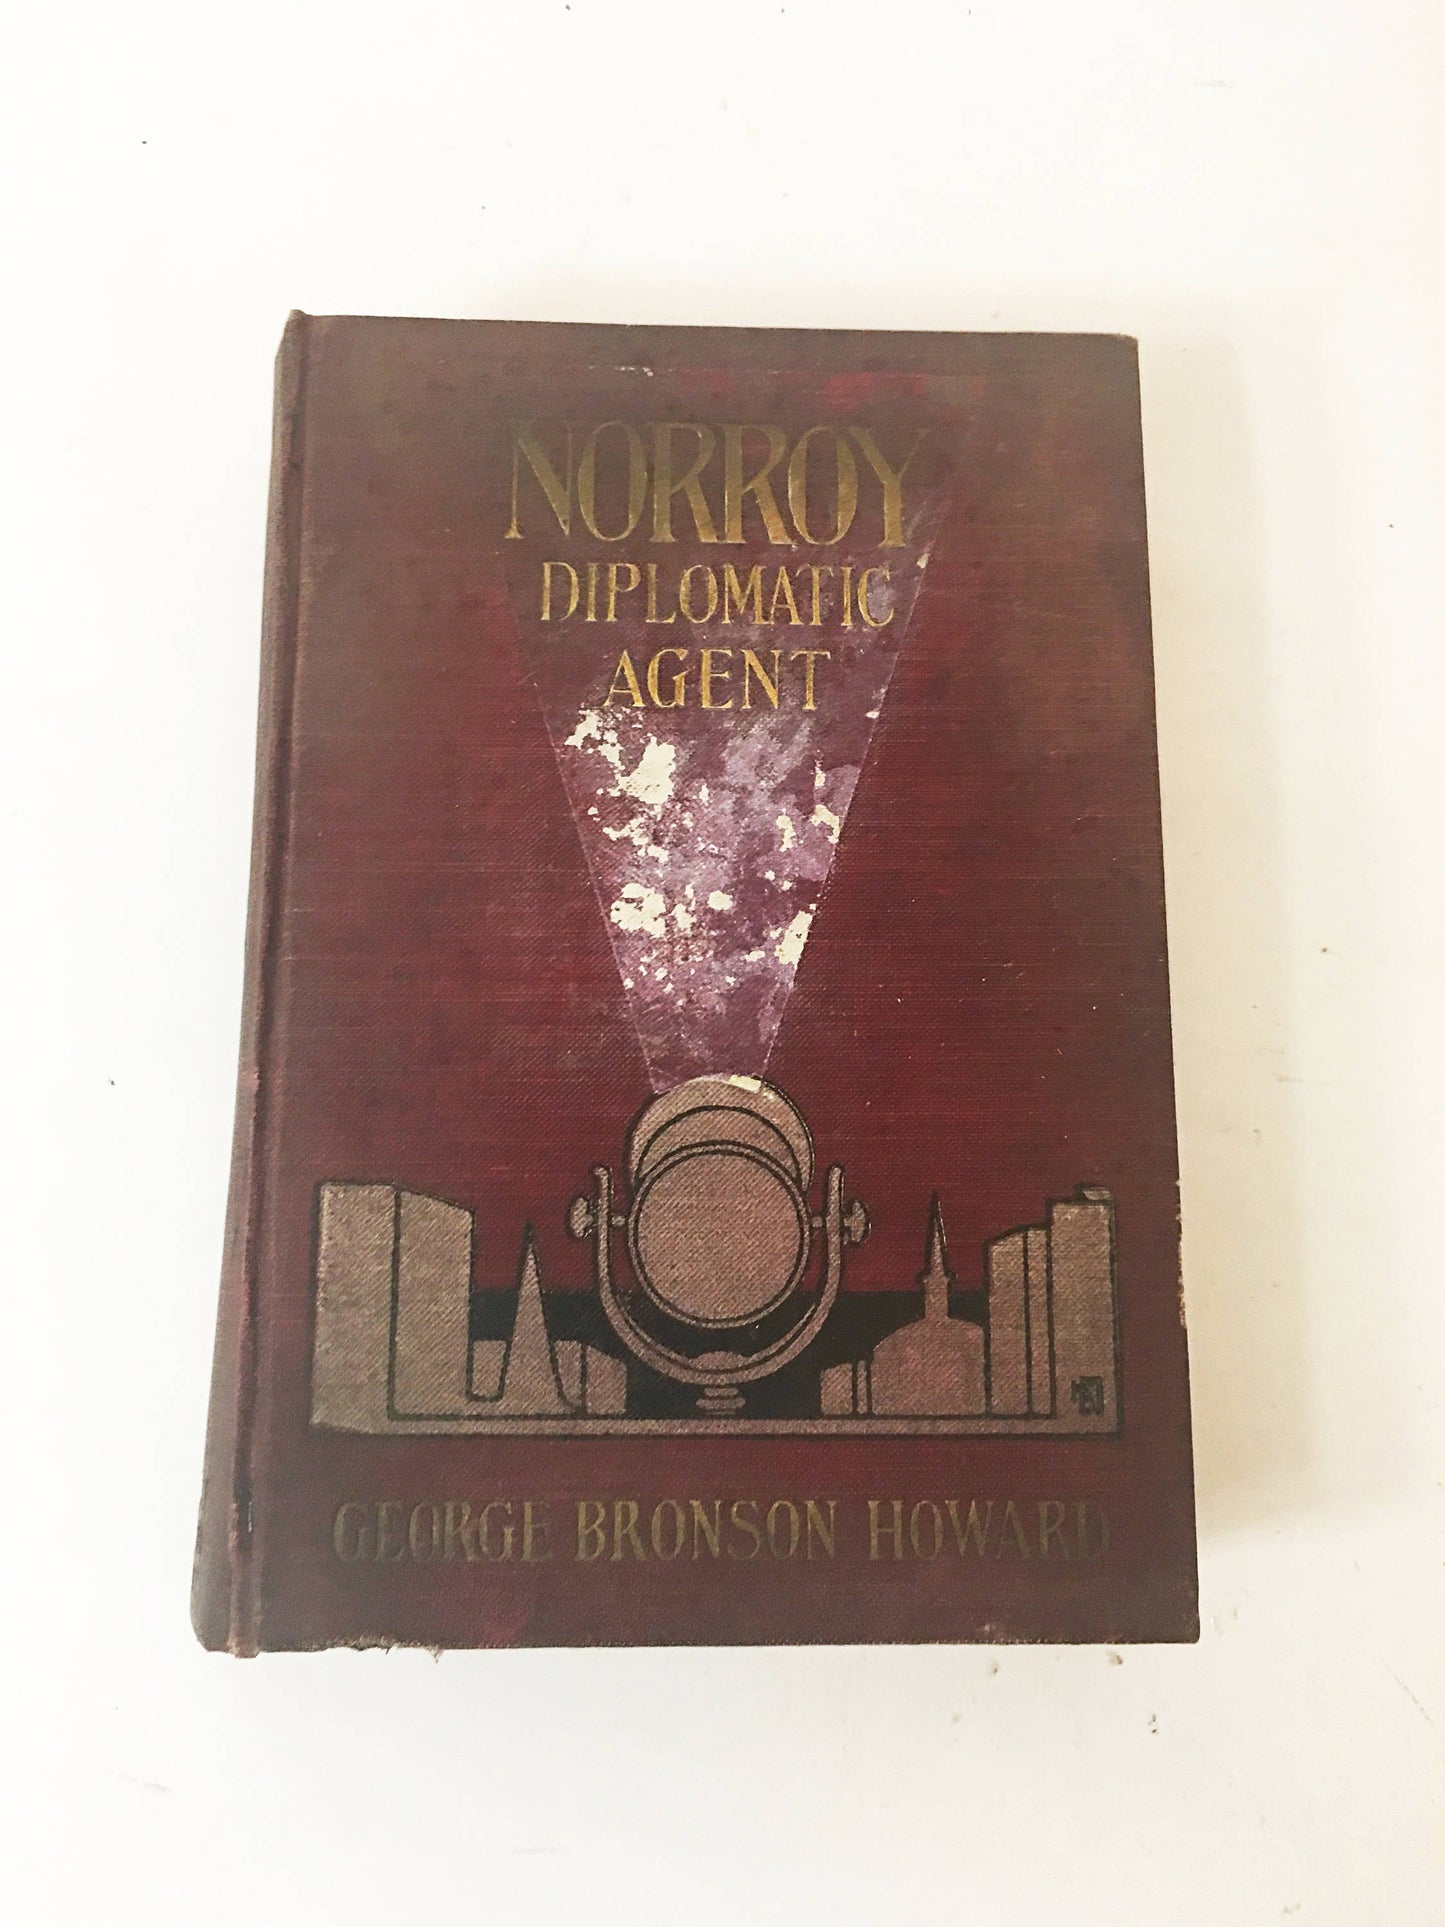 NORROY
DIPLOMATIC
AGENT
GEORGE BRONSON HOWARD